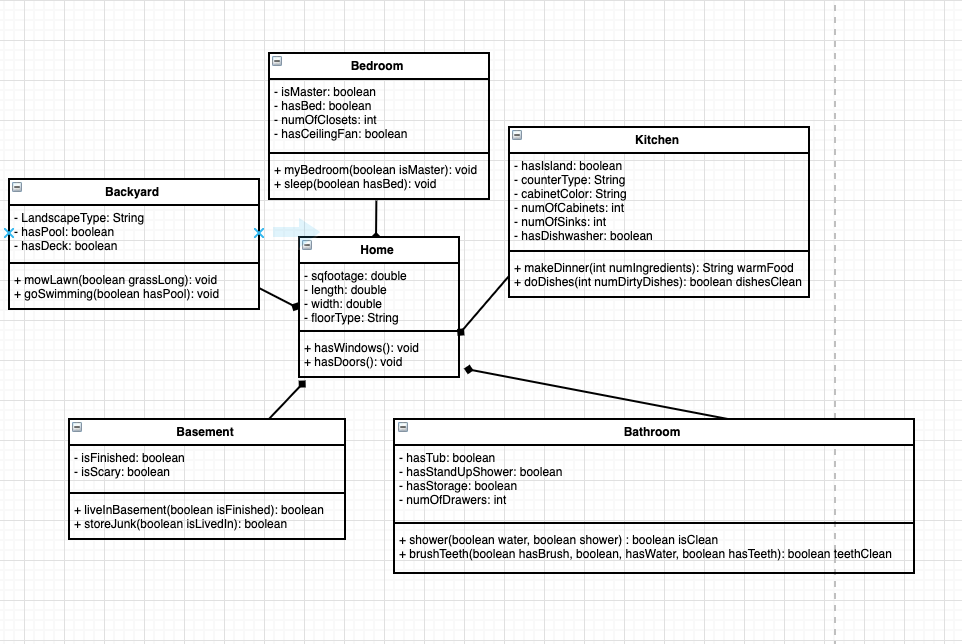 Bedroom
- isMaster: boolean
- hasBed: boolean
- numOfClosets: int
- hasCeilingFan: boolean
+ myBedroom(boolean isMaster): void
+ sleep(boolean hasBed): void
Kitchen
- hasIsland: boolean
- counterType: String
- cabinetColor: String
- numOfCabinets: int
- numOfSinks: int
- hasDishwasher: boolean
+ makeDinner(int numIngredients): String warmFood
+ doDishes(int numDirtyDishes): boolean dishesClean
Backyard
- LandscapeType: String
- hasPool: boolean
- hasDeck: boolean
+ mowLawn(boolean grassLong): void
+ goSwimming(boolean hasPool): void
Home
- sqfootage: double
- length: double
- width: double
- floorType: String
+ hasWindows(): void
+ hasDoors(): void
Basement
- isFinished: boolean
- isScary: boolean
+ liveInBasement(boolean isFinished): boolean
+ storeJunk(boolean isLivedIn): boolean
Bathroom
- hasTub: boolean
- hasStandUpShower: boolean
- hasStorage: boolean
- numOfDrawers: int
+ shower(boolean water, boolean shower) : boolean isClean
+ brushTeeth(boolean hasBrush, boolean, hasWater, boolean hasTeeth): boolean teethClean